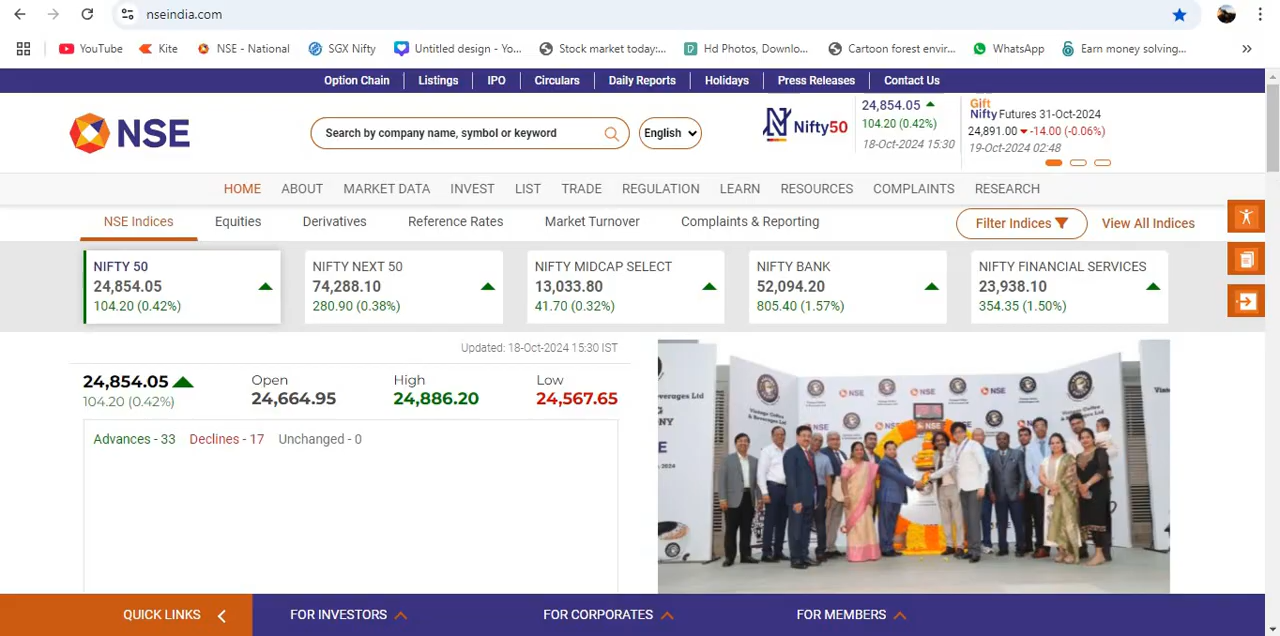 nseindia.com
YouTube Kite NSE - National SGX Nifty Untitled design - Yo... Stock market today:... Hd Photos, Downlo... Cartoon forest envir... WhatsApp Earn money solving... »
Option Chain Listings IPO Circulars Daily Reports Holidays Press Releases Contact Us
NSE
Search by company name, symbol or keyword
English
Nifty50
24,854.05
104.20 (0.42%)
18-Oct-2024 15:30
Gift
Nifty Futures 31-Oct-2024
24,891.00 -14.00 (-0.06%)
19-Oct-2024 02:48
HOME ABOUT MARKET DATA INVEST LIST TRADE REGULATION LEARN RESOURCES COMPLAINTS RESEARCH
NSE Indices Equities Derivatives Reference Rates Market Turnover Complaints & Reporting Filter Indices View All Indices
NIFTY 50
24,854.05
104.20 (0.42%)
NIFTY NEXT 50
74,288.10
280.90 (0.38%)
NIFTY MIDCAP SELECT
13,033.80
41.70 (0.32%)
NIFTY BANK
52,094.20
805.40 (1.57%)
NIFTY FINANCIAL SERVICES
23,938.10
354.35 (1.50%)
Updated: 18-Oct-2024 15:30 IST
24,854.05
104.20 (0.42%)
Open
24,664.95
High
24,886.20
Low
24,567.65
Advances - 33 Declines - 17 Unchanged - 0
NSE
NSE
NSE
QUICK LINKS FOR INVESTORS FOR CORPORATES FOR MEMBERS